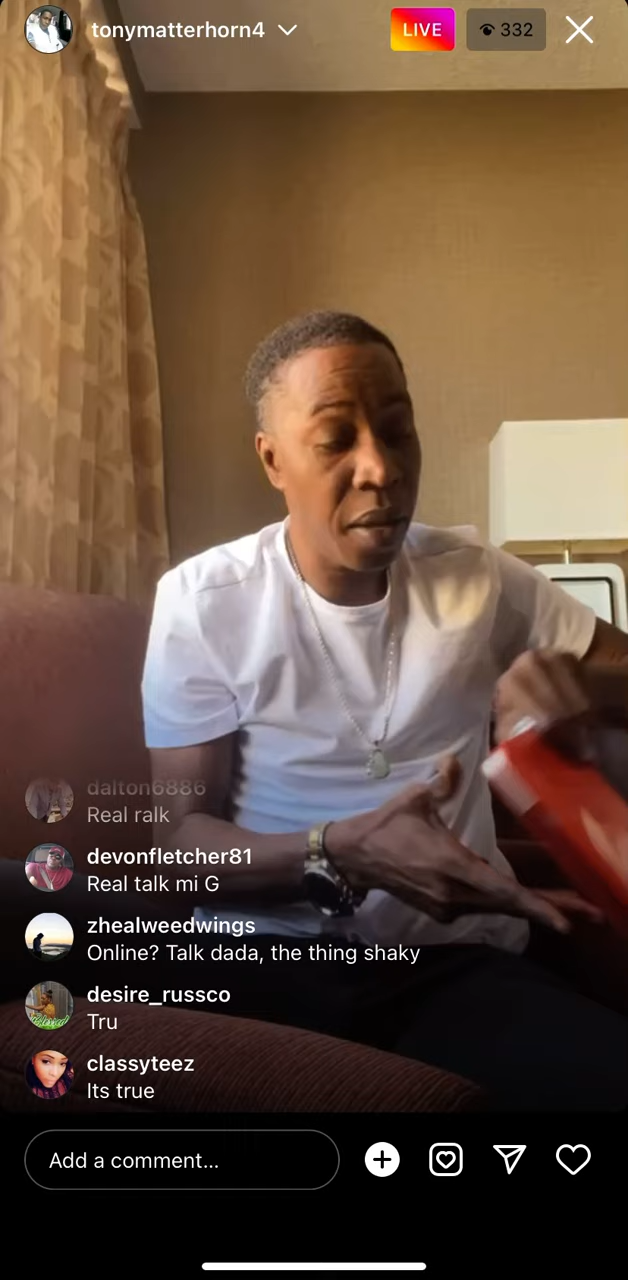 tonymatterhorn4
LIVE
332
dalton6886
Real ralk
devonfletcher81
Real talk mi G
zhealweedwings
Online? Talk dada, the thing shaky
desire_russco
Tru
classyteez
Its true
Add a comment...